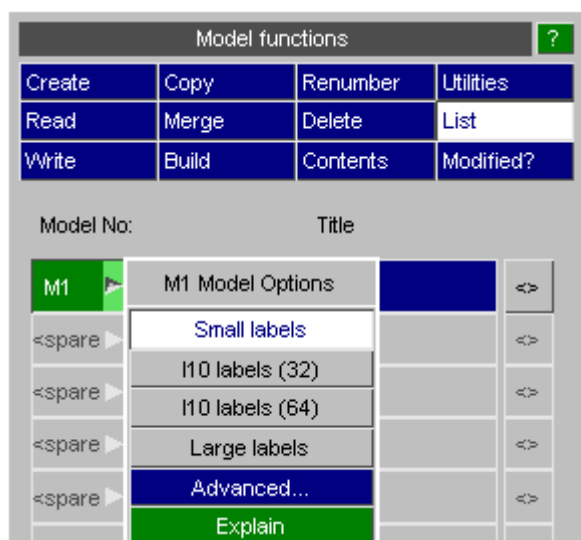 Model functions ?
Create Copy Renumber Utilities
Read Merge Delete List
Write Build Contents Modified?
Model No: Title
M1 M1 Model Options <>
<spare Small labels <>
I10 labels (32)
<spare I10 labels (64) <>
<spare Large labels <>
<spare Advanced... <>
Explain